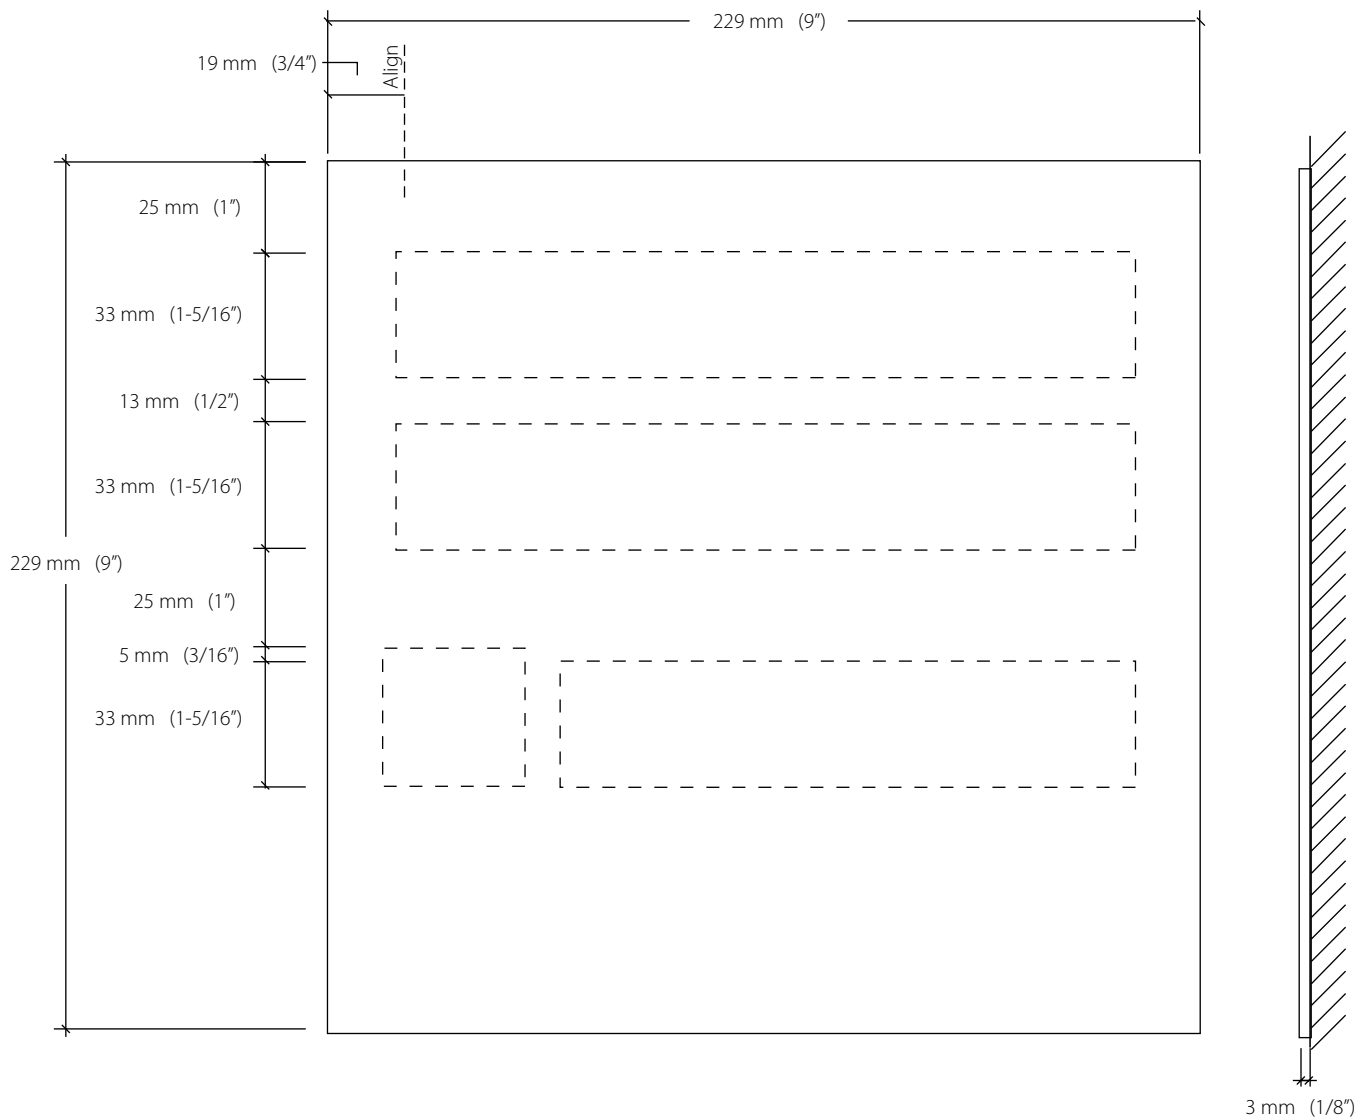 229 mm (9″)
19 mm (3/4″)
Align
25 mm (1″)
33 mm (1-5/16″)
13 mm (1/2″)
33 mm (1-5/16″)
229 mm (9″)
25 mm (1″)
5 mm (3/16″)
33 mm (1-5/16″)
3 mm (1/8″)